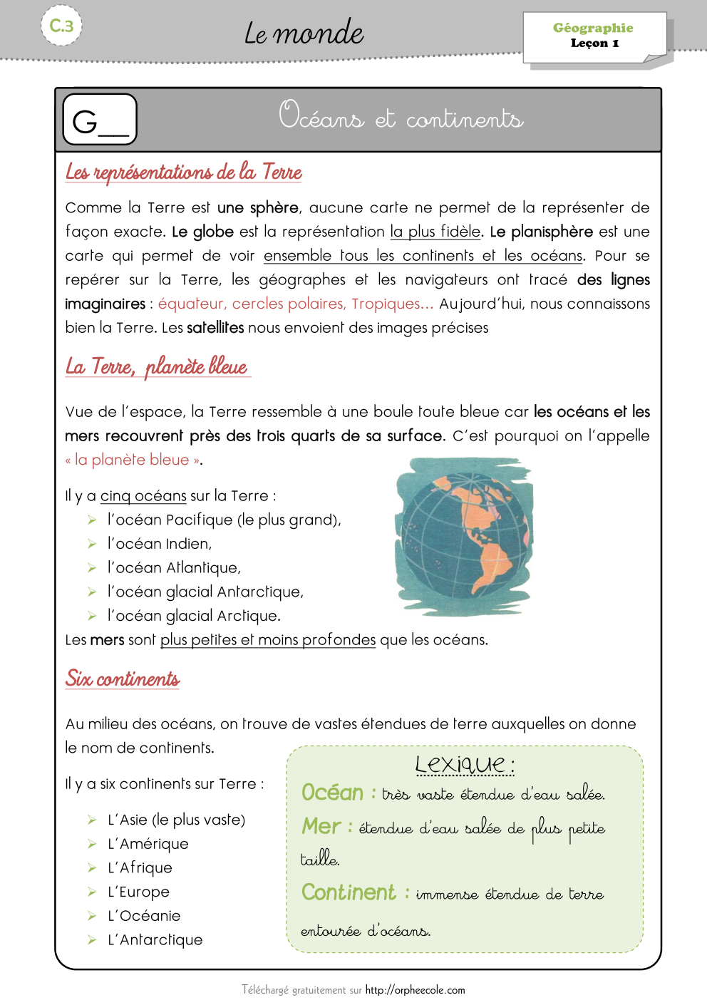 C.3
Le monde
Géographie
Leçon 1
G__
Océans et continents
Les représentations de la Terre
Comme la Terre est une sphère, aucune carte ne permet de la représenter de
façon exacte. Le globe est la représentation la plus fidèle. Le planisphère est une
carte qui permet de voir ensemble tous les continents et les océans. Pour se
repérer sur la Terre, les géographes et les navigateurs ont tracé des lignes
imaginaires : équateur, cercles polaires, Tropiques... Aujourd'hui, nous connaissons
bien la Terre. Les satellites nous envoient des images précises
La Terre, planète bleue
Vue de l'espace, la Terre ressemble à une boule toute bleue car les océans et les
mers recouvrent près des trois quarts de sa surface. C'est pourquoi on l'appelle
« la planète bleue ».
Il y a cinq océans sur la Terre :
➢ l'océan Pacifique (le plus grand),
➢ l'océan Indien,
➢ l'océan Atlantique,
➢ l'océan glacial Antarctique,
➢ l'océan glacial Arctique.
Les mers sont plus petites et moins profondes que les océans.
Six continents
Au milieu des océans, on trouve de vastes étendues de terre auxquelles on donne
le nom de continents.
Il y a six continents sur Terre :
➢ L'Asie (le plus vaste)
➢ L'Amérique
➢ L'Afrique
➢ L'Europe
➢ L'Océanie
➢ L'Antarctique
Lexique :
Océan : très vaste étendue d'eau salée.
Mer : étendue d'eau salée de plus petite
taille.
Continent : immense étendue de terre
entourée d'océans.
Téléchargé gratuitement sur http://orpheecole.com